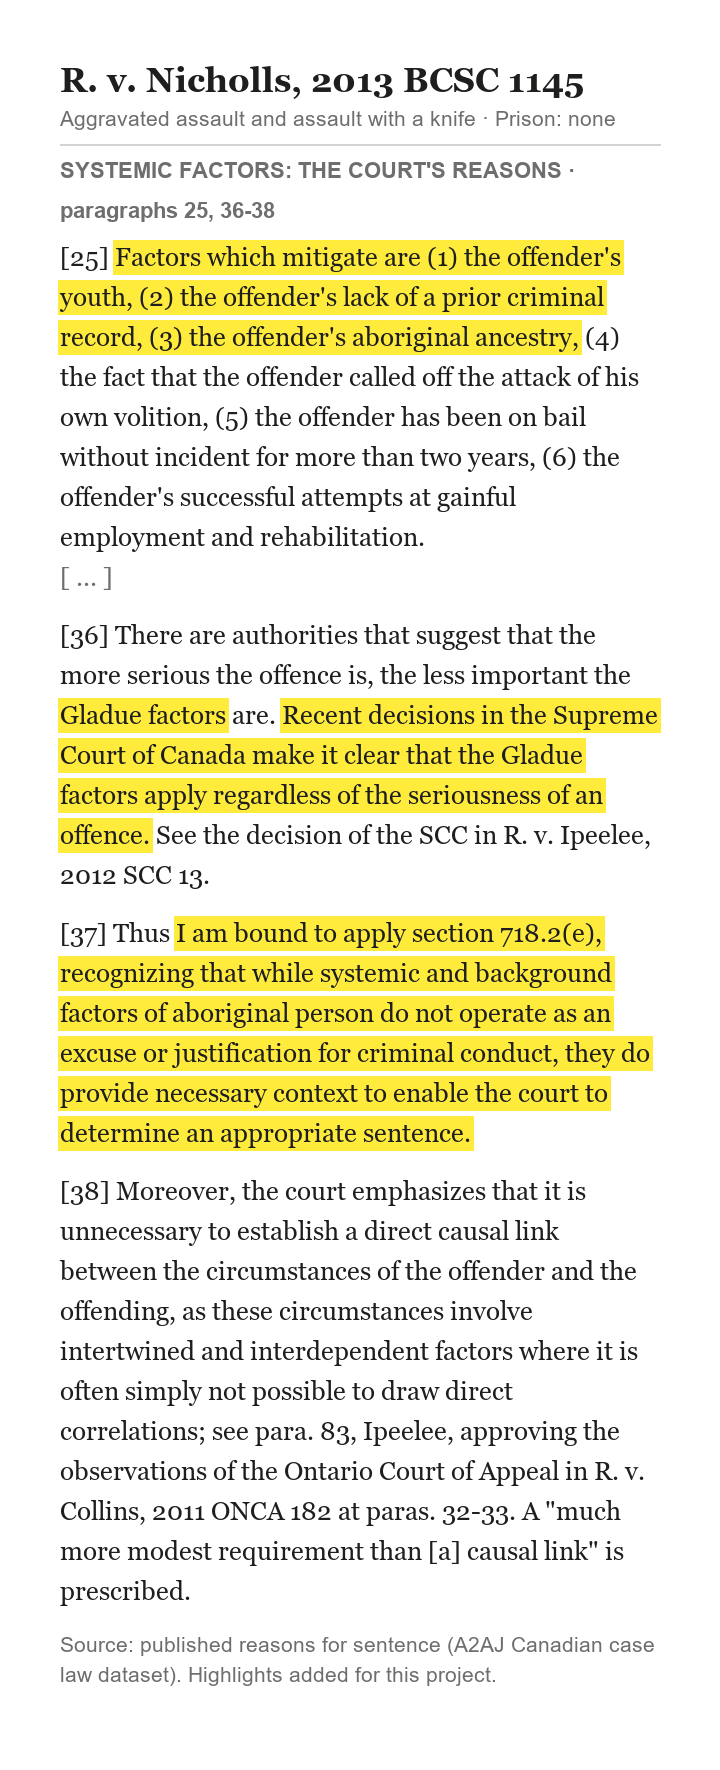 R. v. Nicholls, 2013 BCSC 1145
Aggravated assault and assault with a knife · Prison: none
SYSTEMIC FACTORS: THE COURT'S REASONS ·
paragraphs 25, 36-38
[25] Factors which mitigate are (1) the offender's
youth, (2) the offender's lack of a prior criminal
record, (3) the offender's aboriginal ancestry, (4)
the fact that the offender called off the attack of his
own volition, (5) the offender has been on bail
without incident for more than two years, (6) the
offender's successful attempts at gainful
employment and rehabilitation.
[ ... ]
[36] There are authorities that suggest that the
more serious the offence is, the less important the
Gladue factors are. Recent decisions in the Supreme
Court of Canada make it clear that the Gladue
factors apply regardless of the seriousness of an
offence. See the decision of the SCC in R. v. Ipeelee,
2012 SCC 13.
[37] Thus I am bound to apply section 718.2(e),
recognizing that while systemic and background
factors of aboriginal person do not operate as an
excuse or justification for criminal conduct, they do
provide necessary context to enable the court to
determine an appropriate sentence.
[38] Moreover, the court emphasizes that it is
unnecessary to establish a direct causal link
between the circumstances of the offender and the
offending, as these circumstances involve
intertwined and interdependent factors where it is
often simply not possible to draw direct
correlations; see para. 83, Ipeelee, approving the
observations of the Ontario Court of Appeal in R. v.
Collins, 2011 ONCA 182 at paras. 32-33. A "much
more modest requirement than [a] causal link" is
prescribed.
Source: published reasons for sentence (A2AJ Canadian case
law dataset). Highlights added for this project.